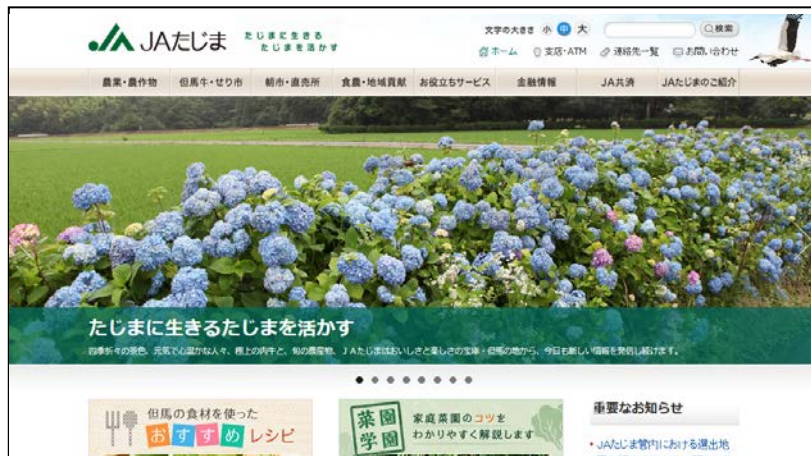 JAたじま
たじまに生きる
たじまを活かす
文字の大きさ 小 中 大
検索
ホーム 支店・ATM 連絡先一覧 お問い合わせ
農業・農作物 但馬牛・せり市 朝市・直売所 食農・地域貢献 お役立ちサービス 金融情報 JA共済 JAたじまのご紹介
たじまに生きるたじまを活かす
四季折々の景色、元気で心温かな人々、極上の肉牛と、旬の農産物、JAたじまはおいしさと楽しさの宝庫・但馬の地から、今日も新しい情報を発信し続けます。
但馬の食材を使った
おすすめレシピ
菜園学園
家庭菜園のコツを
わかりやすく解説します
重要なお知らせ
JAたじま管内における選出地